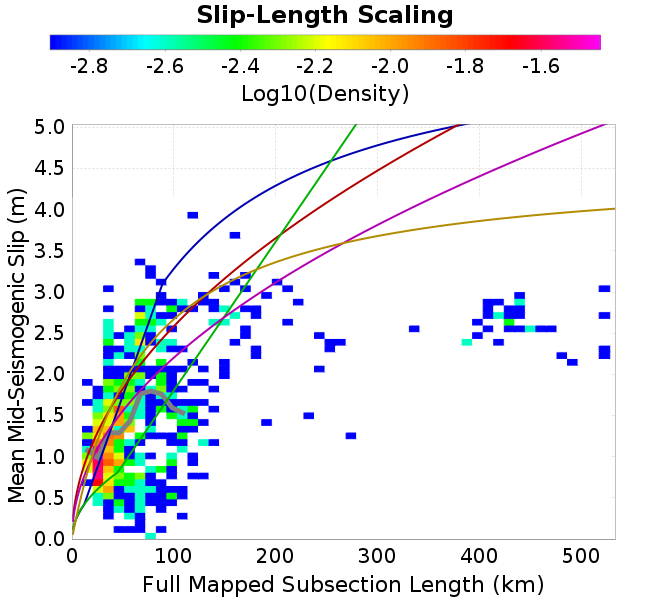 Slip-Length Scaling
-2.8 -2.6 -2.4 -2.2 -2.0 -1.8 -1.6
Log10(Density)
5.0
4.5
4.0
3.5
3.0
2.5
2.0
1.5
1.0
0.5
0.0
Mean Mid-Seismogenic Slip (m)
0 100 200 300 400 500
Full Mapped Subsection Length (km)